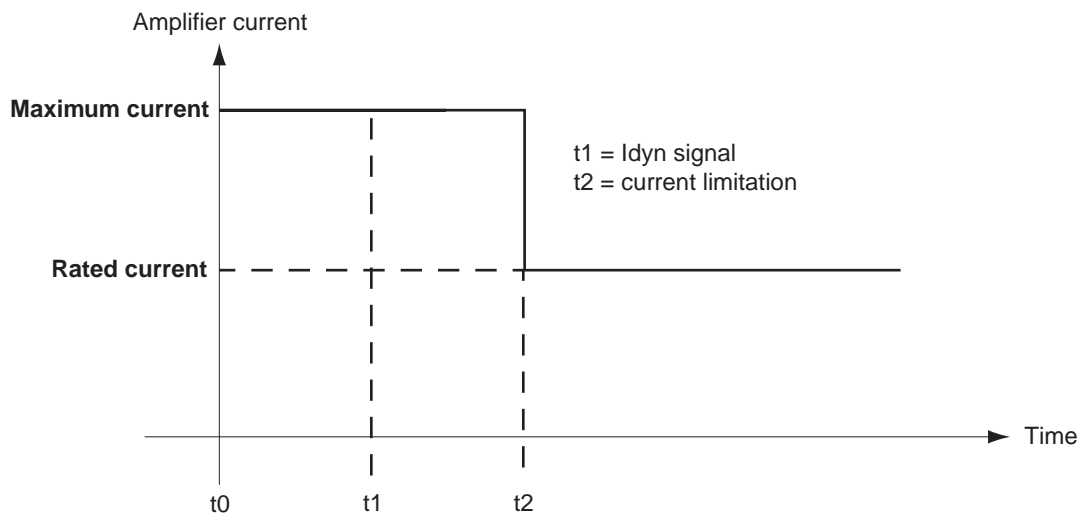 Amplifier current
Maximum current
t1 = Idyn signal
t2 = current limitation
Rated current
Time
t0
t1
t2